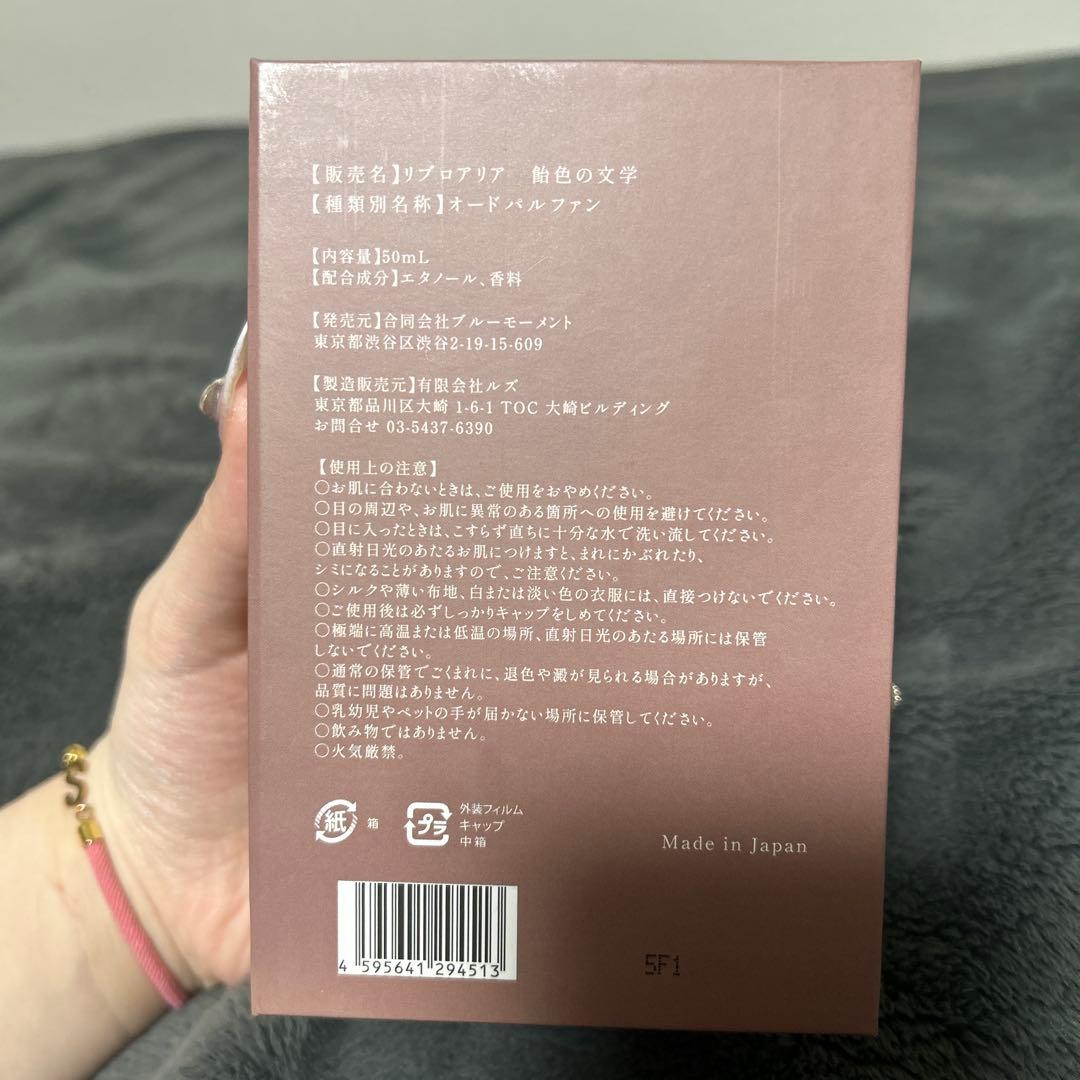 【販売名】リブロアリア　飴色の文学
【種類別名称】オードパルファン
【内容量】50mL
【配合成分】エタノール、香料
【発売元】合同会社ブルーモーメント
東京都渋谷区渋谷2-19-15-609
【製造販売元】有限会社ルズ
東京都品川区大崎 1-6-1 TOC 大崎ビルディング
お問合せ 03-5437-6390
【使用上の注意】
○お肌に合わないときは、ご使用をおやめください。
○目の周辺や、お肌に異常のある箇所への使用を避けてください。
○目に入ったときは、こすらず直ちに十分な水で洗い流してください。
○直射日光のあたるお肌につけますと、まれにかぶれたり、
シミになることがありますので、ご注意ください。
○シルクや薄い布地、白または淡い色の衣服には、直接つけないでください。
○ご使用後は必ずしっかりキャップをしめてください。
○極端に高温または低温の場所、直射日光のあたる場所には保管
しないでください。
○通常の保管でごくまれに、退色や澱が見られる場合がありますが、
品質に問題はありません。
○乳幼児やペットの手が届かない場所に保管してください。
○飲み物ではありません。
○火気厳禁。
紙 箱
プラ 外装フィルム
キャップ
中箱
Made in Japan
4 595641 294513
5F1
S